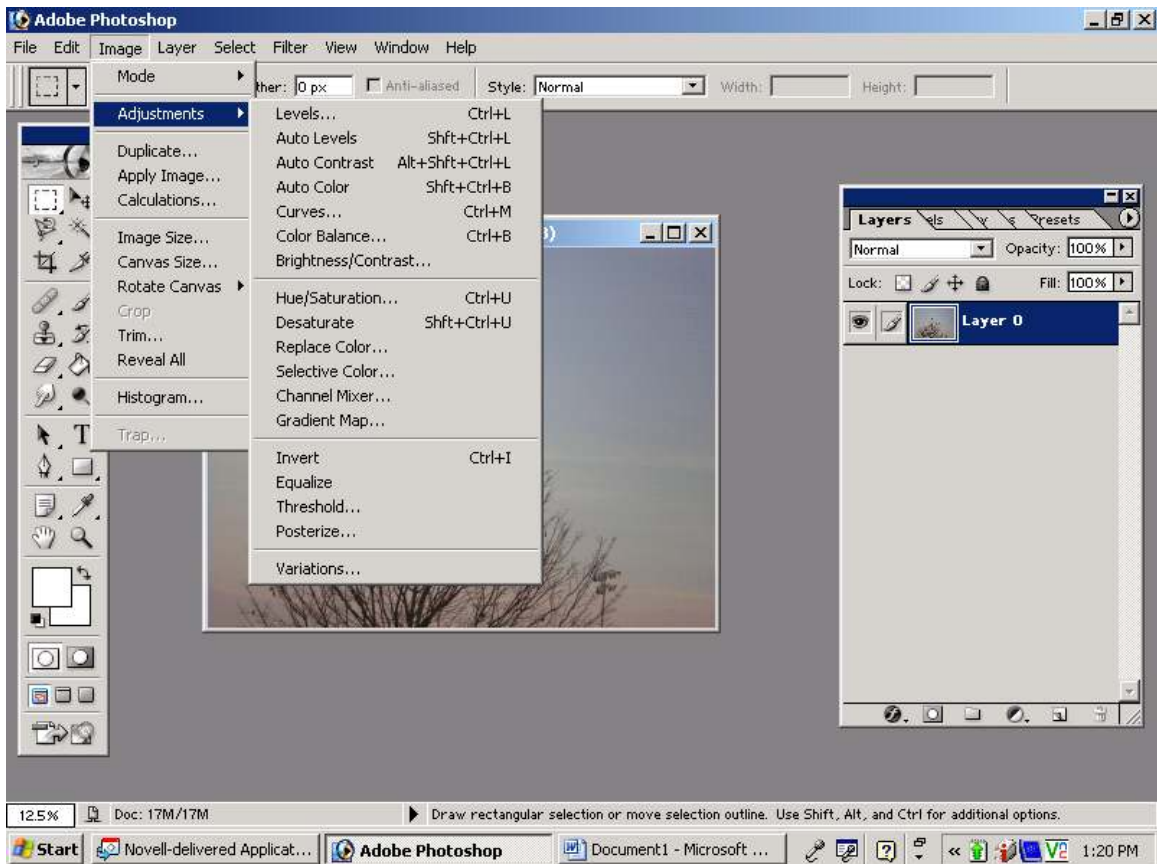 Adobe Photoshop
File Edit Image Layer Select Filter View Window Help
ther: 0 px Anti-aliased Style: Normal Width: Height:
Mode
Adjustments
Duplicate...
Apply Image...
Calculations...
Image Size...
Canvas Size...
Rotate Canvas
Crop
Trim...
Reveal All
Histogram...
Trap...
Levels... Ctrl+L
Auto Levels Shft+Ctrl+L
Auto Contrast Alt+Shft+Ctrl+L
Auto Color Shft+Ctrl+B
Curves... Ctrl+M
Color Balance... Ctrl+B
Brightness/Contrast...
Hue/Saturation... Ctrl+U
Desaturate Shft+Ctrl+U
Replace Color...
Selective Color...
Channel Mixer...
Gradient Map...
Invert Ctrl+I
Equalize
Threshold...
Posterize...
Variations...
Layers els Presets
Normal Opacity: 100%
Lock: Fill: 100%
Layer 0
12.5% Doc: 17M/17M Draw rectangular selection or move selection outline. Use Shift, Alt, and Ctrl for additional options.
Start Novell-delivered Applicat... Adobe Photoshop Document1 - Microsoft ... 1:20 PM